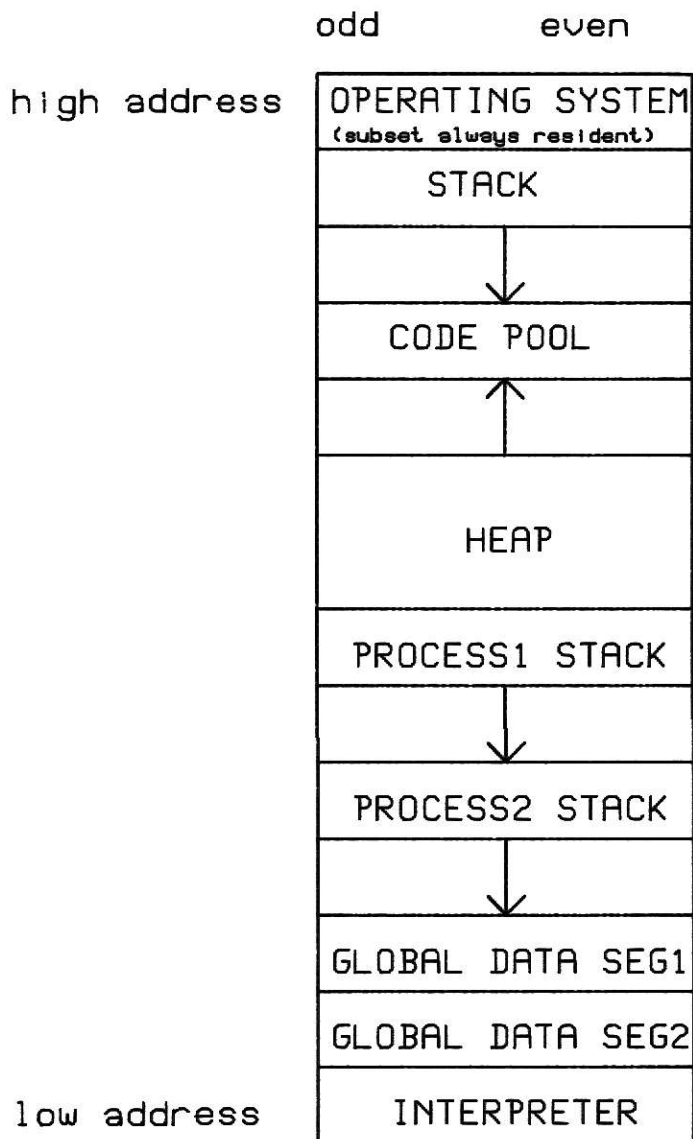 odd even
high address OPERATING SYSTEM
(subset always resident)
STACK
CODE POOL
HEAP
PROCESS1 STACK
PROCESS2 STACK
GLOBAL DATA SEG1
GLOBAL DATA SEG2
low address INTERPRETER